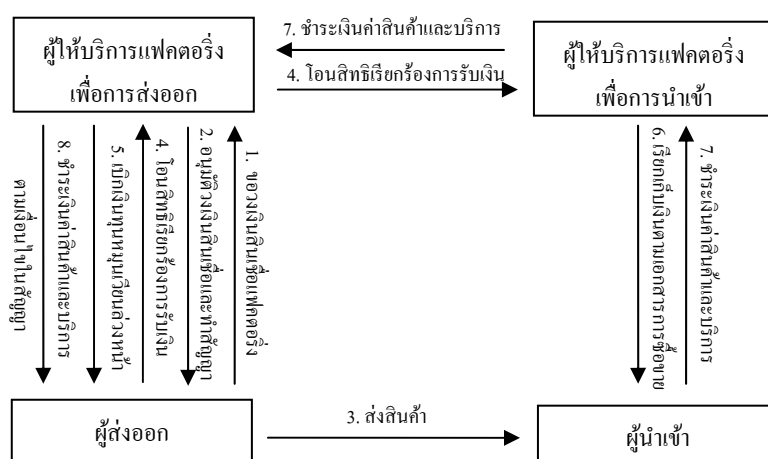 7. ชำระเงินค่าสินค้าและบริการ
ผู้ให้บริการแฟคตอริ่ง
เพื่อการส่งออก
4. โอนสิทธิเรียกร้องการรับเงิน
ผู้ให้บริการแฟคตอริ่ง
เพื่อการนำเข้า
8. ชำระเงินค่าสินค้าและบริการ
ตามเงื่อนไขในสัญญา
5. เบิกเงินทุนหมุนเวียนล่วงหน้า
4. โอนสิทธิเรียกร้องการรับเงิน
2. อนุมัติวงเงินสินเชื่อและทำสัญญา
1. ขอวงเงินสินเชื่อแฟคตอริ่ง
6. เรียกเก็บเงินตามเอกสารการซื้อขาย
7. ชำระเงินค่าสินค้าและบริการ
ผู้ส่งออก
3. ส่งสินค้า
ผู้นำเข้า